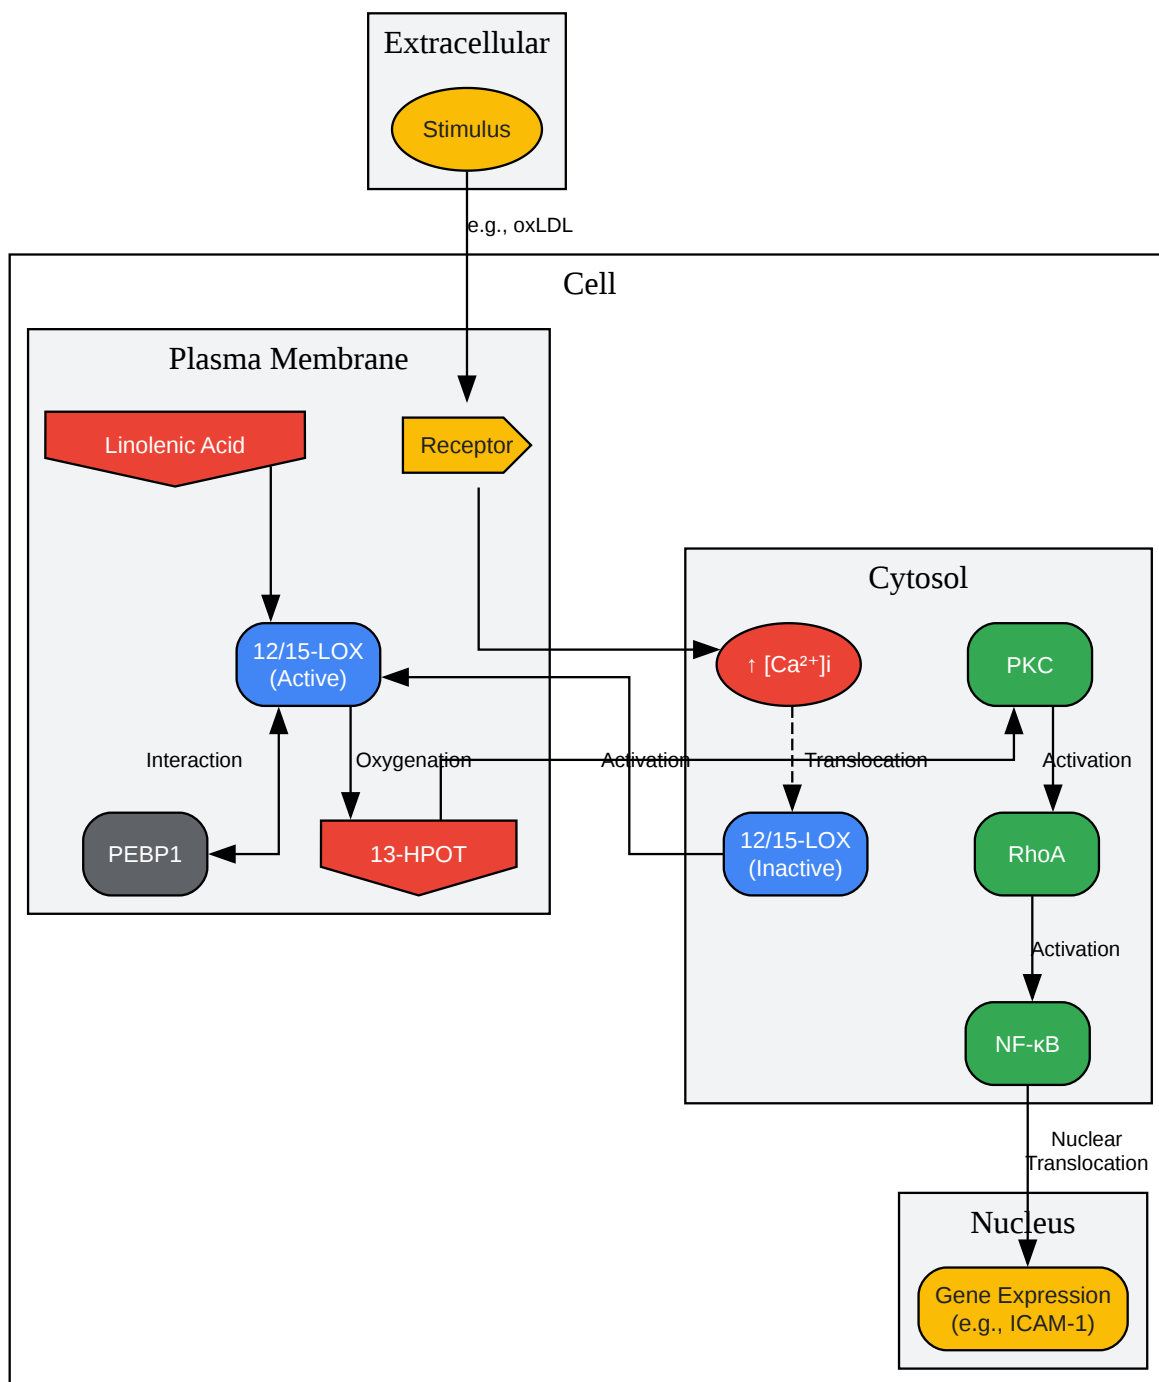 Extracellular
Stimulus
e.g., oxLDL
Cell
Plasma Membrane
Linolenic Acid
Receptor
Cytosol
12/15-LOX
(Active)
↑ [Ca²⁺]i
PKC
Interaction
Oxygenation
Activation
Translocation
Activation
PEBP1
13-HPOT
12/15-LOX
(Inactive)
RhoA
Activation
NF-κB
Nuclear
Translocation
Nucleus
Gene Expression
(e.g., ICAM-1)